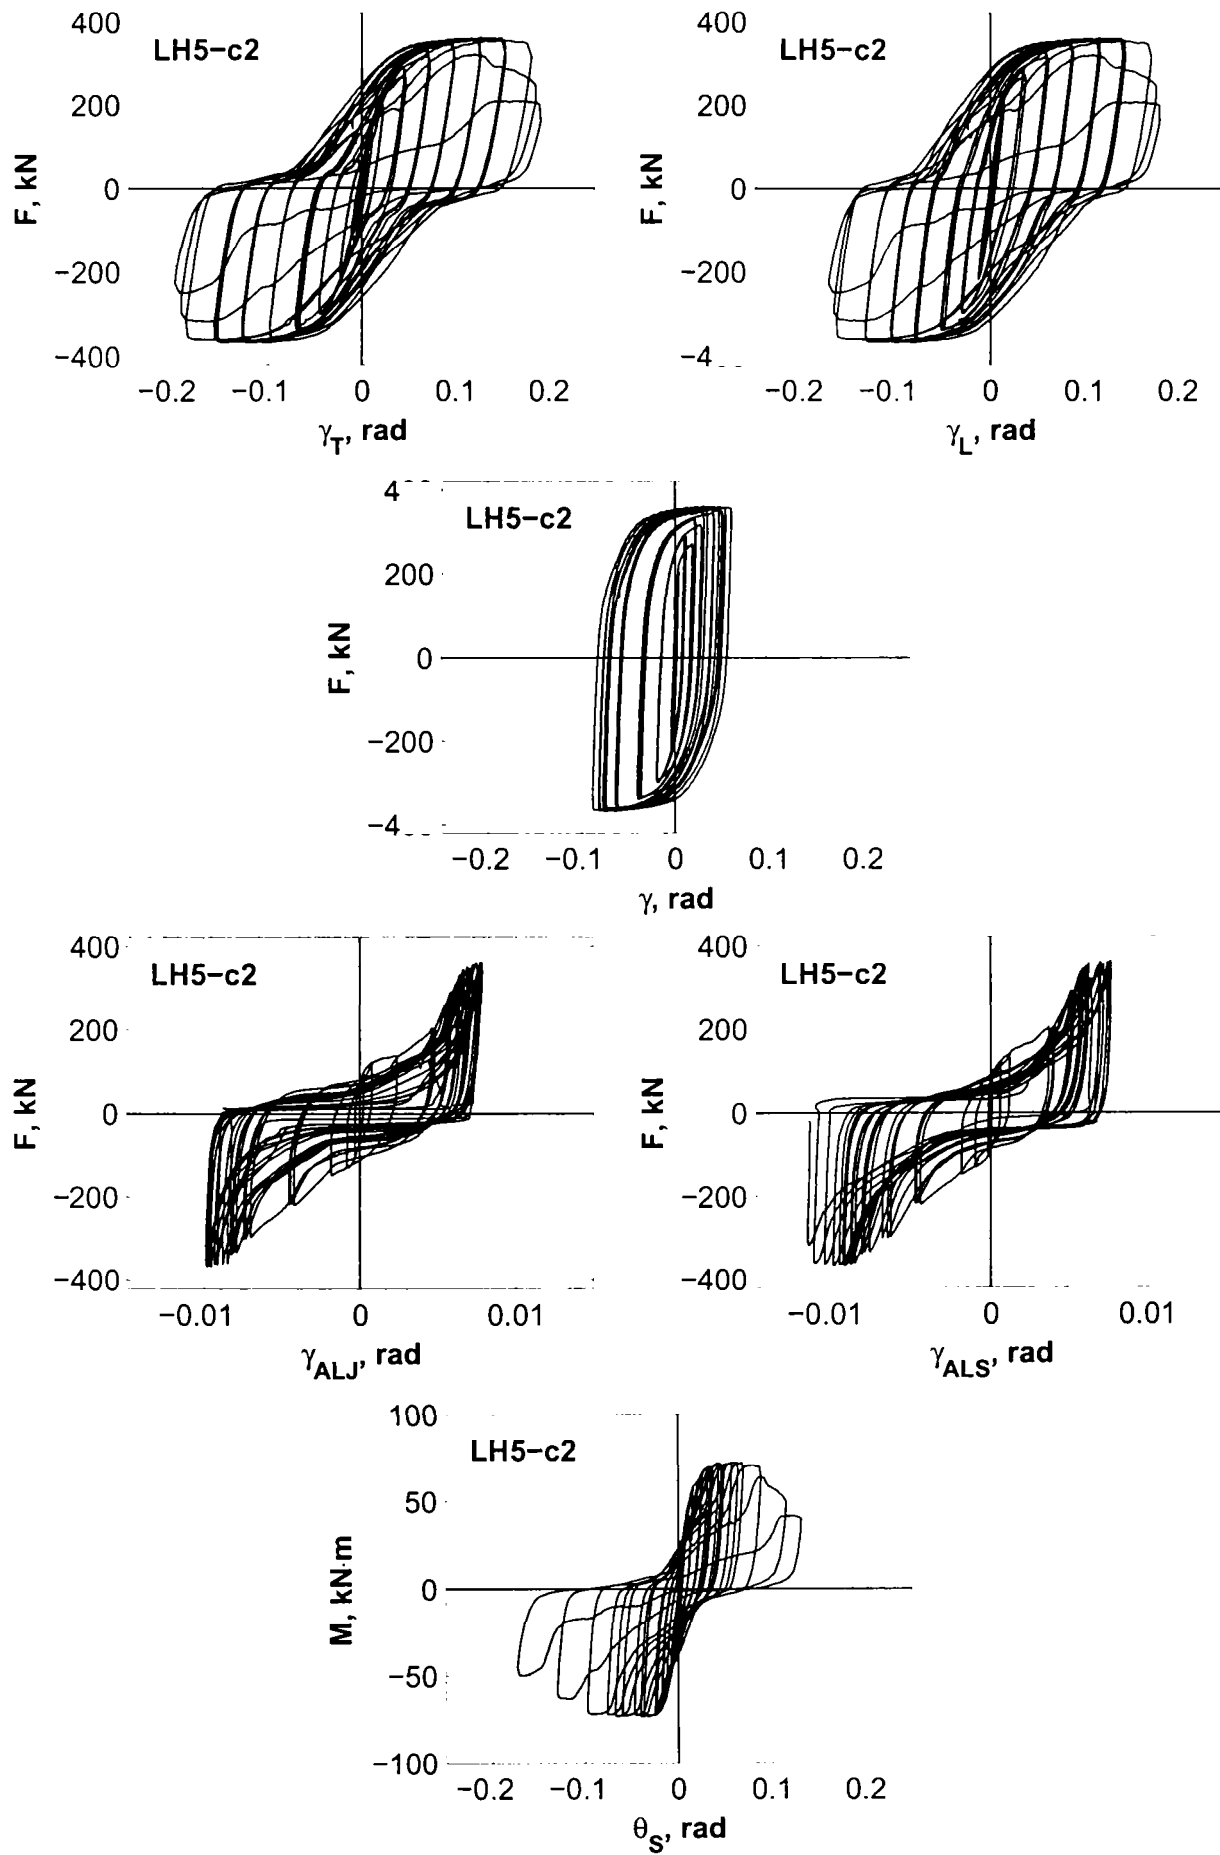 400
LH5−c2
200
F, kN
0
−200
−400
−0.2 −0.1 0 0.1 0.2
γT, rad
400
LH5−c2
200
F, kN
0
−200
−4
−0.2 −0.1 0 0.1 0.2
γL, rad
4
LH5−c2
200
F, kN
0
−200
−4
−0.2 −0.1 0 0.1 0.2
γ, rad
400
LH5−c2
200
F, kN
0
−200
−400
−0.01 0 0.01
γALJ, rad
400
LH5−c2
200
F, kN
0
−200
−400
−0.01 0 0.01
γALS, rad
100
LH5−c2
50
M, kN·m
0
−50
−100
−0.2 −0.1 0 0.1 0.2
θS, rad